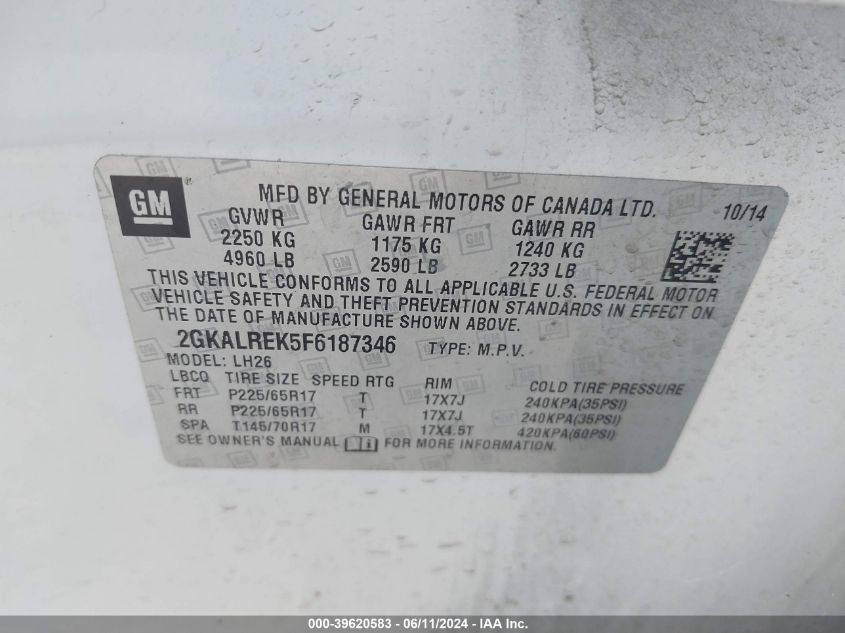 GM
MFD BY GENERAL MOTORS OF CANADA LTD. 10/14
GVWR GAWR FRT GAWR RR
2250 KG 1175 KG 1240 KG
4960 LB 2590 LB 2733 LB
THIS VEHICLE CONFORMS TO ALL APPLICABLE U.S. FEDERAL MOTOR
VEHICLE SAFETY AND THEFT PREVENTION STANDARDS IN EFFECT ON
THE DATE OF MANUFACTURE SHOWN ABOVE.
2GKALREK5F6187346 TYPE: M.P.V.
MODEL: LH26
LBCQ TIRE SIZE SPEED RTG RIM COLD TIRE PRESSURE
FRT P225/65R17 T 17X7J 240KPA(35PSI)
RR P225/65R17 T 17X7J 240KPA(35PSI)
SPA T145/70R17 M 17X4.5T 420KPA(60PSI)
SEE OWNER'S MANUAL FOR MORE INFORMATION.
000-39620583 - 06/11/2024 - IAA Inc.